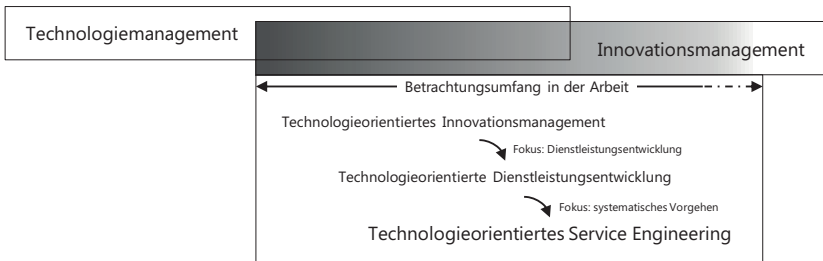 Technologiemanagement
Innovationsmanagement
Betrachtungsumfang in der Arbeit
Technologieorientiertes Innovationsmanagement
Fokus: Dienstleistungsentwicklung
Technologieorientierte Dienstleistungsentwicklung
Fokus: systematisches Vorgehen
Technologieorientiertes Service Engineering